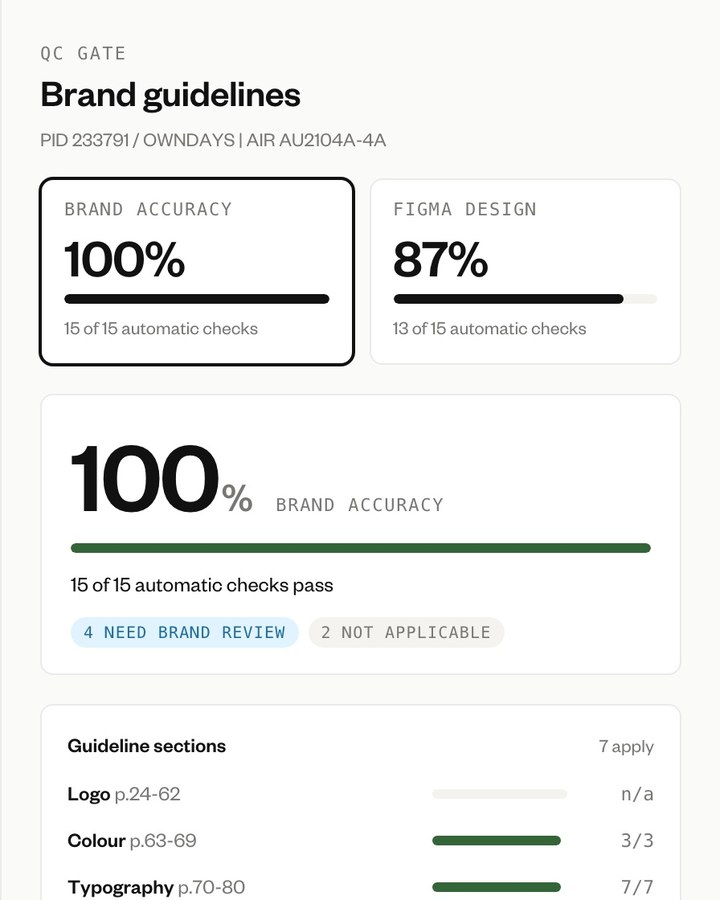 QC GATE
Brand guidelines
PID 233791 / OWNDAYS | AIR AU2104A-4A
BRAND ACCURACY
100%
15 of 15 automatic checks
FIGMA DESIGN
87%
13 of 15 automatic checks
100% BRAND ACCURACY
15 of 15 automatic checks pass
4 NEED BRAND REVIEW 2 NOT APPLICABLE
Guideline sections 7 apply
Logo p.24-62 n/a
Colour p.63-69 3/3
Typography p.70-80 7/7